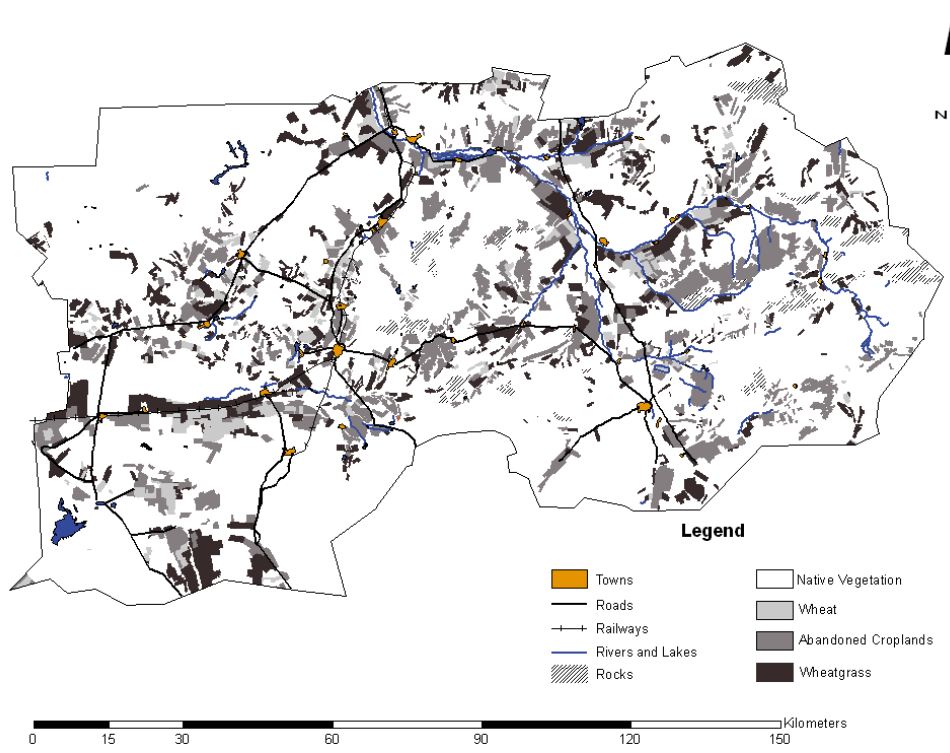 Z
Legend
Towns
Roads
Railways
Rivers and Lakes
Rocks
Native Vegetation
Wheat
Abandoned Croplands
Wheatgrass
Kilometers
0 15 30 60 90 120 150